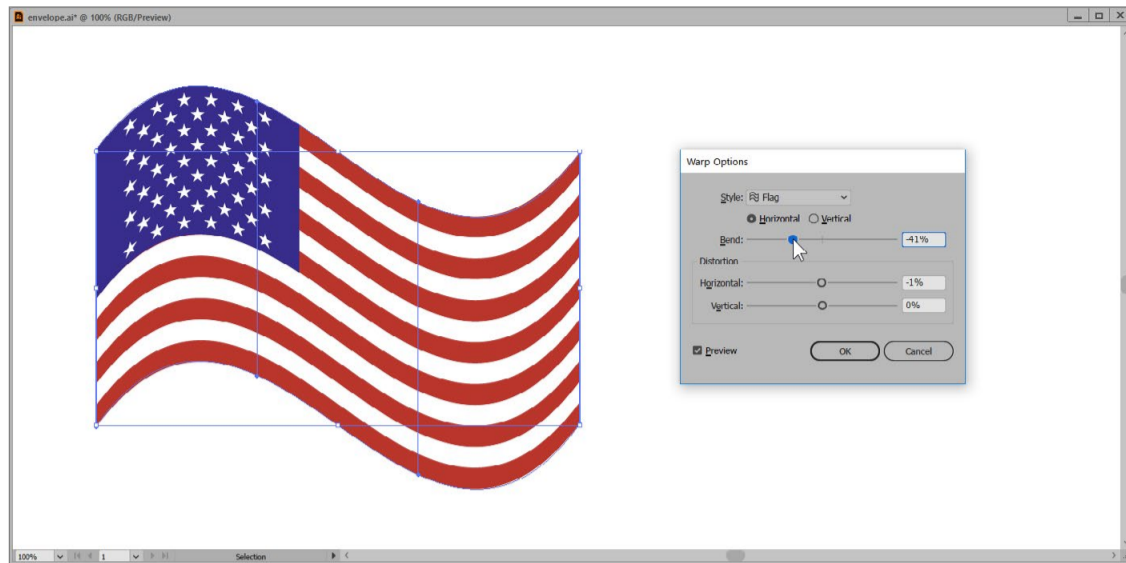 envelope.ai* @ 100% (RGB/Preview)
Warp Options
Style: Flag
Horizontal Vertical
Bend: -41%
Distortion
Horizontal: -1%
Vertical: 0%
Preview OK Cancel
100% 1 Selection